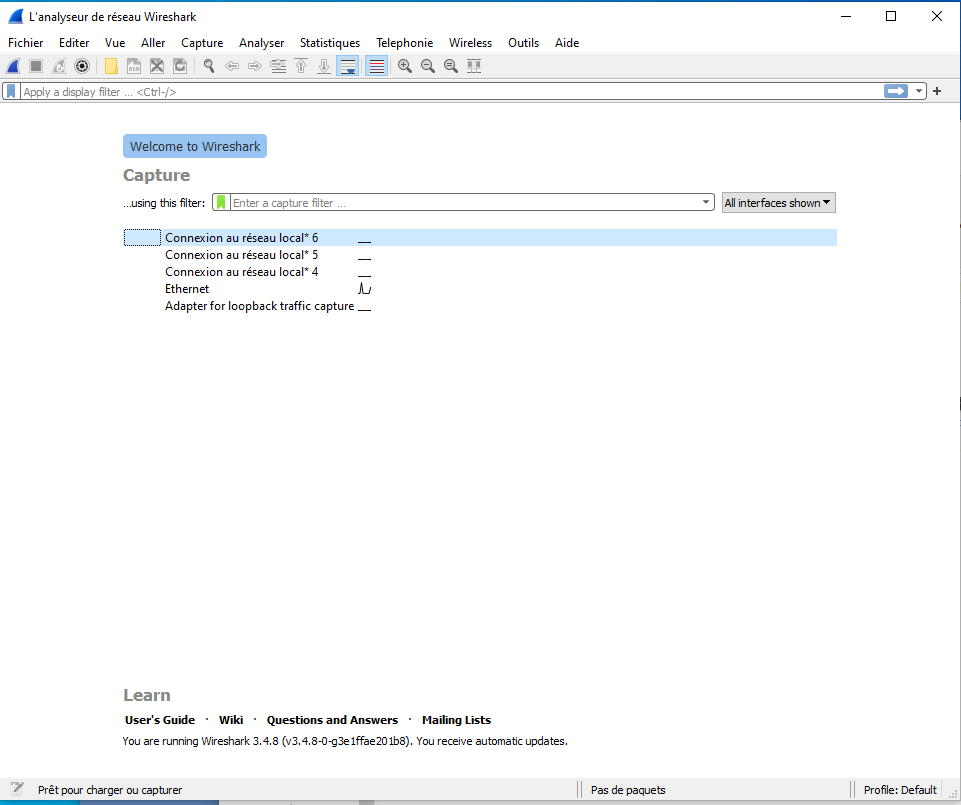 L'analyseur de réseau Wireshark
Fichier Editer Vue Aller Capture Analyser Statistiques Telephonie Wireless Outils Aide
Apply a display filter ... <Ctrl-/>
Welcome to Wireshark
Capture
...using this filter: Enter a capture filter ... All interfaces shown
Connexion au réseau local* 6
Connexion au réseau local* 5
Connexion au réseau local* 4
Ethernet
Adapter for loopback traffic capture
Learn
User's Guide · Wiki · Questions and Answers · Mailing Lists
You are running Wireshark 3.4.8 (v3.4.8-0-g3e1ffae201b8). You receive automatic updates.
Prêt pour charger ou capturer Pas de paquets Profile: Default